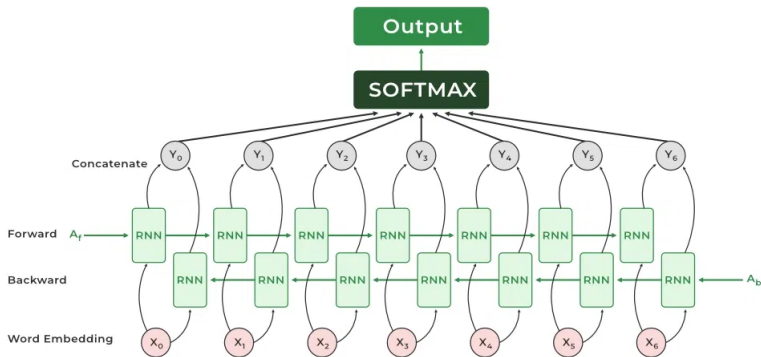 Output
SOFTMAX
Concatenate Y0 Y1 Y2 Y3 Y4 Y5 Y6
Forward Af RNN RNN RNN RNN RNN RNN RNN
Backward RNN RNN RNN RNN RNN RNN RNN Ab
Word Embedding X0 X1 X2 X3 X4 X5 X6